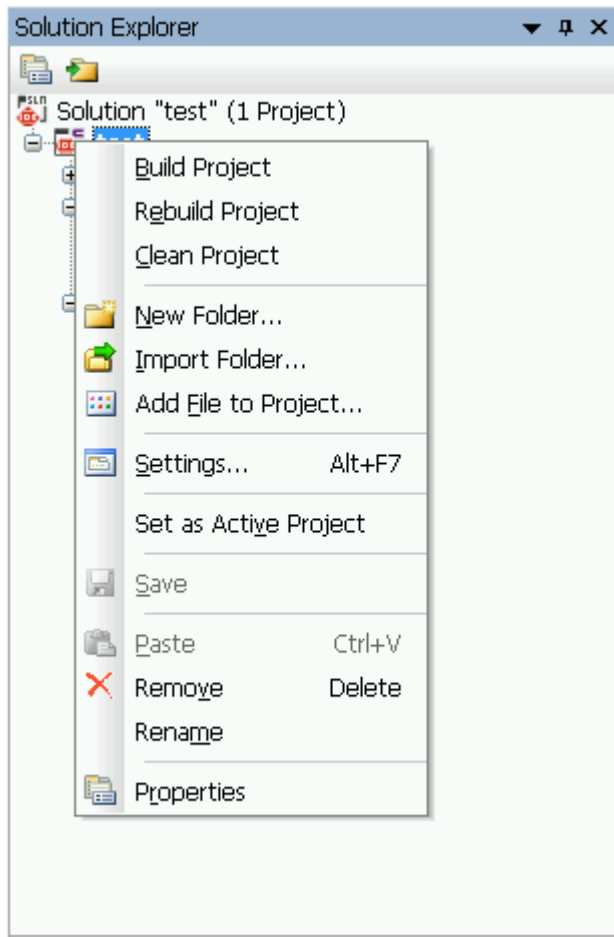 Solution Explorer
Solution "test" (1 Project)
Build Project
Rebuild Project
Clean Project
New Folder...
Import Folder...
Add File to Project...
Settings... Alt+F7
Set as Active Project
Save
Paste Ctrl+V
Remove Delete
Rename
Properties